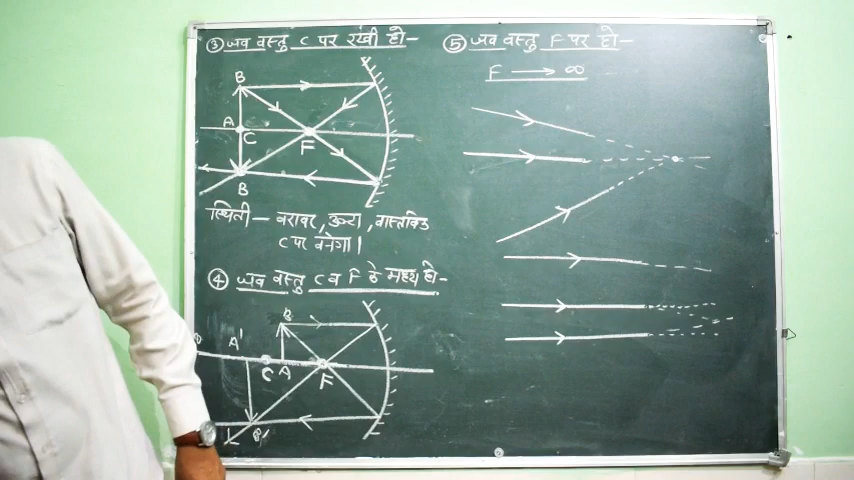 ③ जब वस्तु C पर रखी हो-
B
A
C
F
B
स्थिती - बराबर, उल्टा, वास्तविक
C पर बनेगा।
④ जब वस्तु C व F के मध्य हो-
B
A'
C
A
F
B'
⑤ जब वस्तु F पर हो-
F → ∞